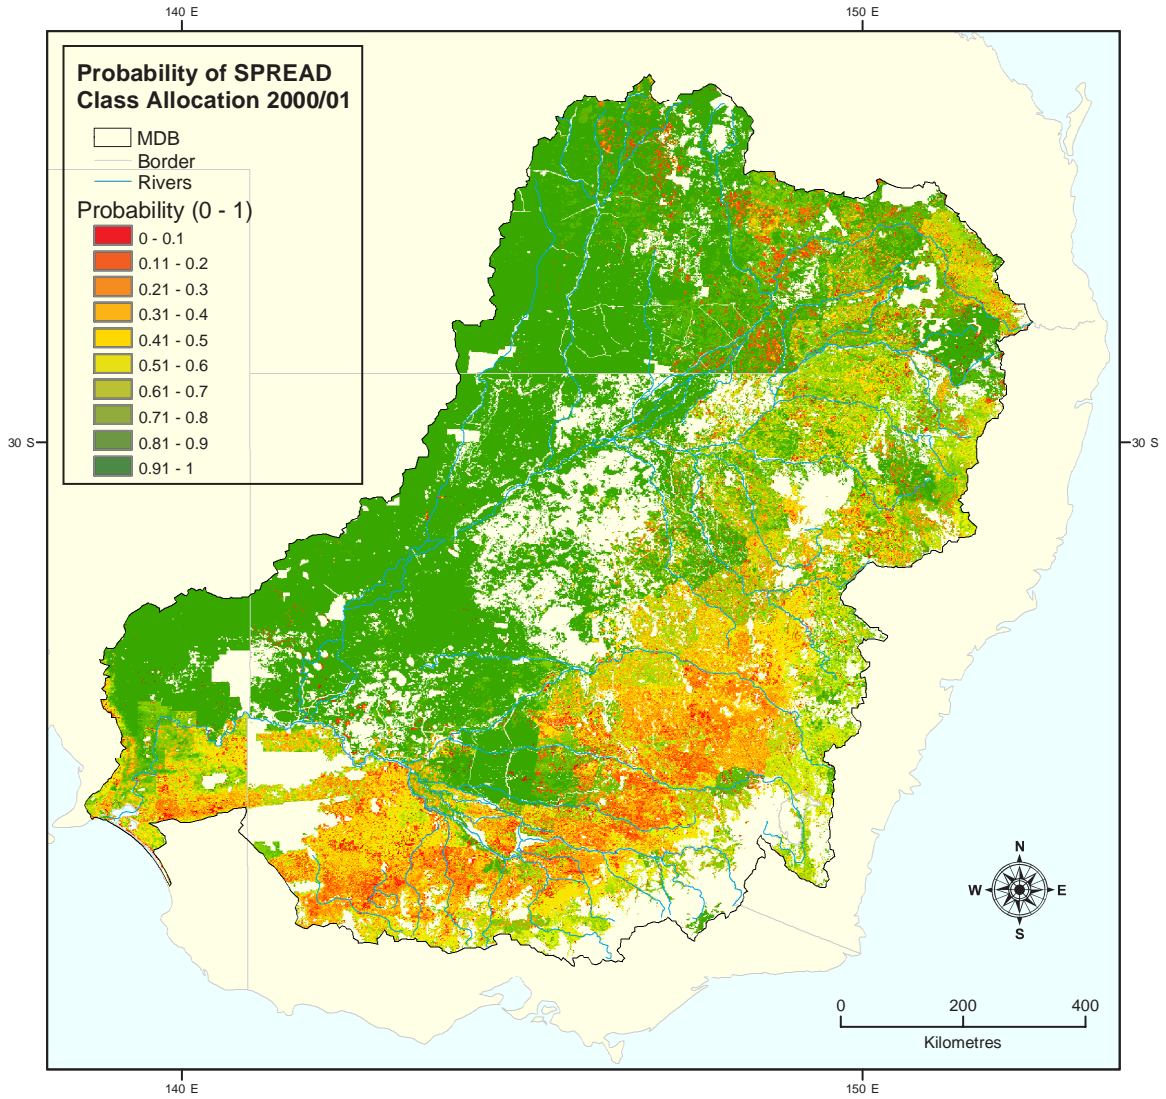 140 E
150 E
Probability of SPREAD
Class Allocation 2000/01
MDB
Border
Rivers
Probability (0 - 1)
0 - 0.1
0.11 - 0.2
0.21 - 0.3
0.31 - 0.4
0.41 - 0.5
0.51 - 0.6
0.61 - 0.7
0.71 - 0.8
0.81 - 0.9
0.91 - 1
30 S
30 S
N
W
E
S
0
200
400
Kilometres
140 E
150 E